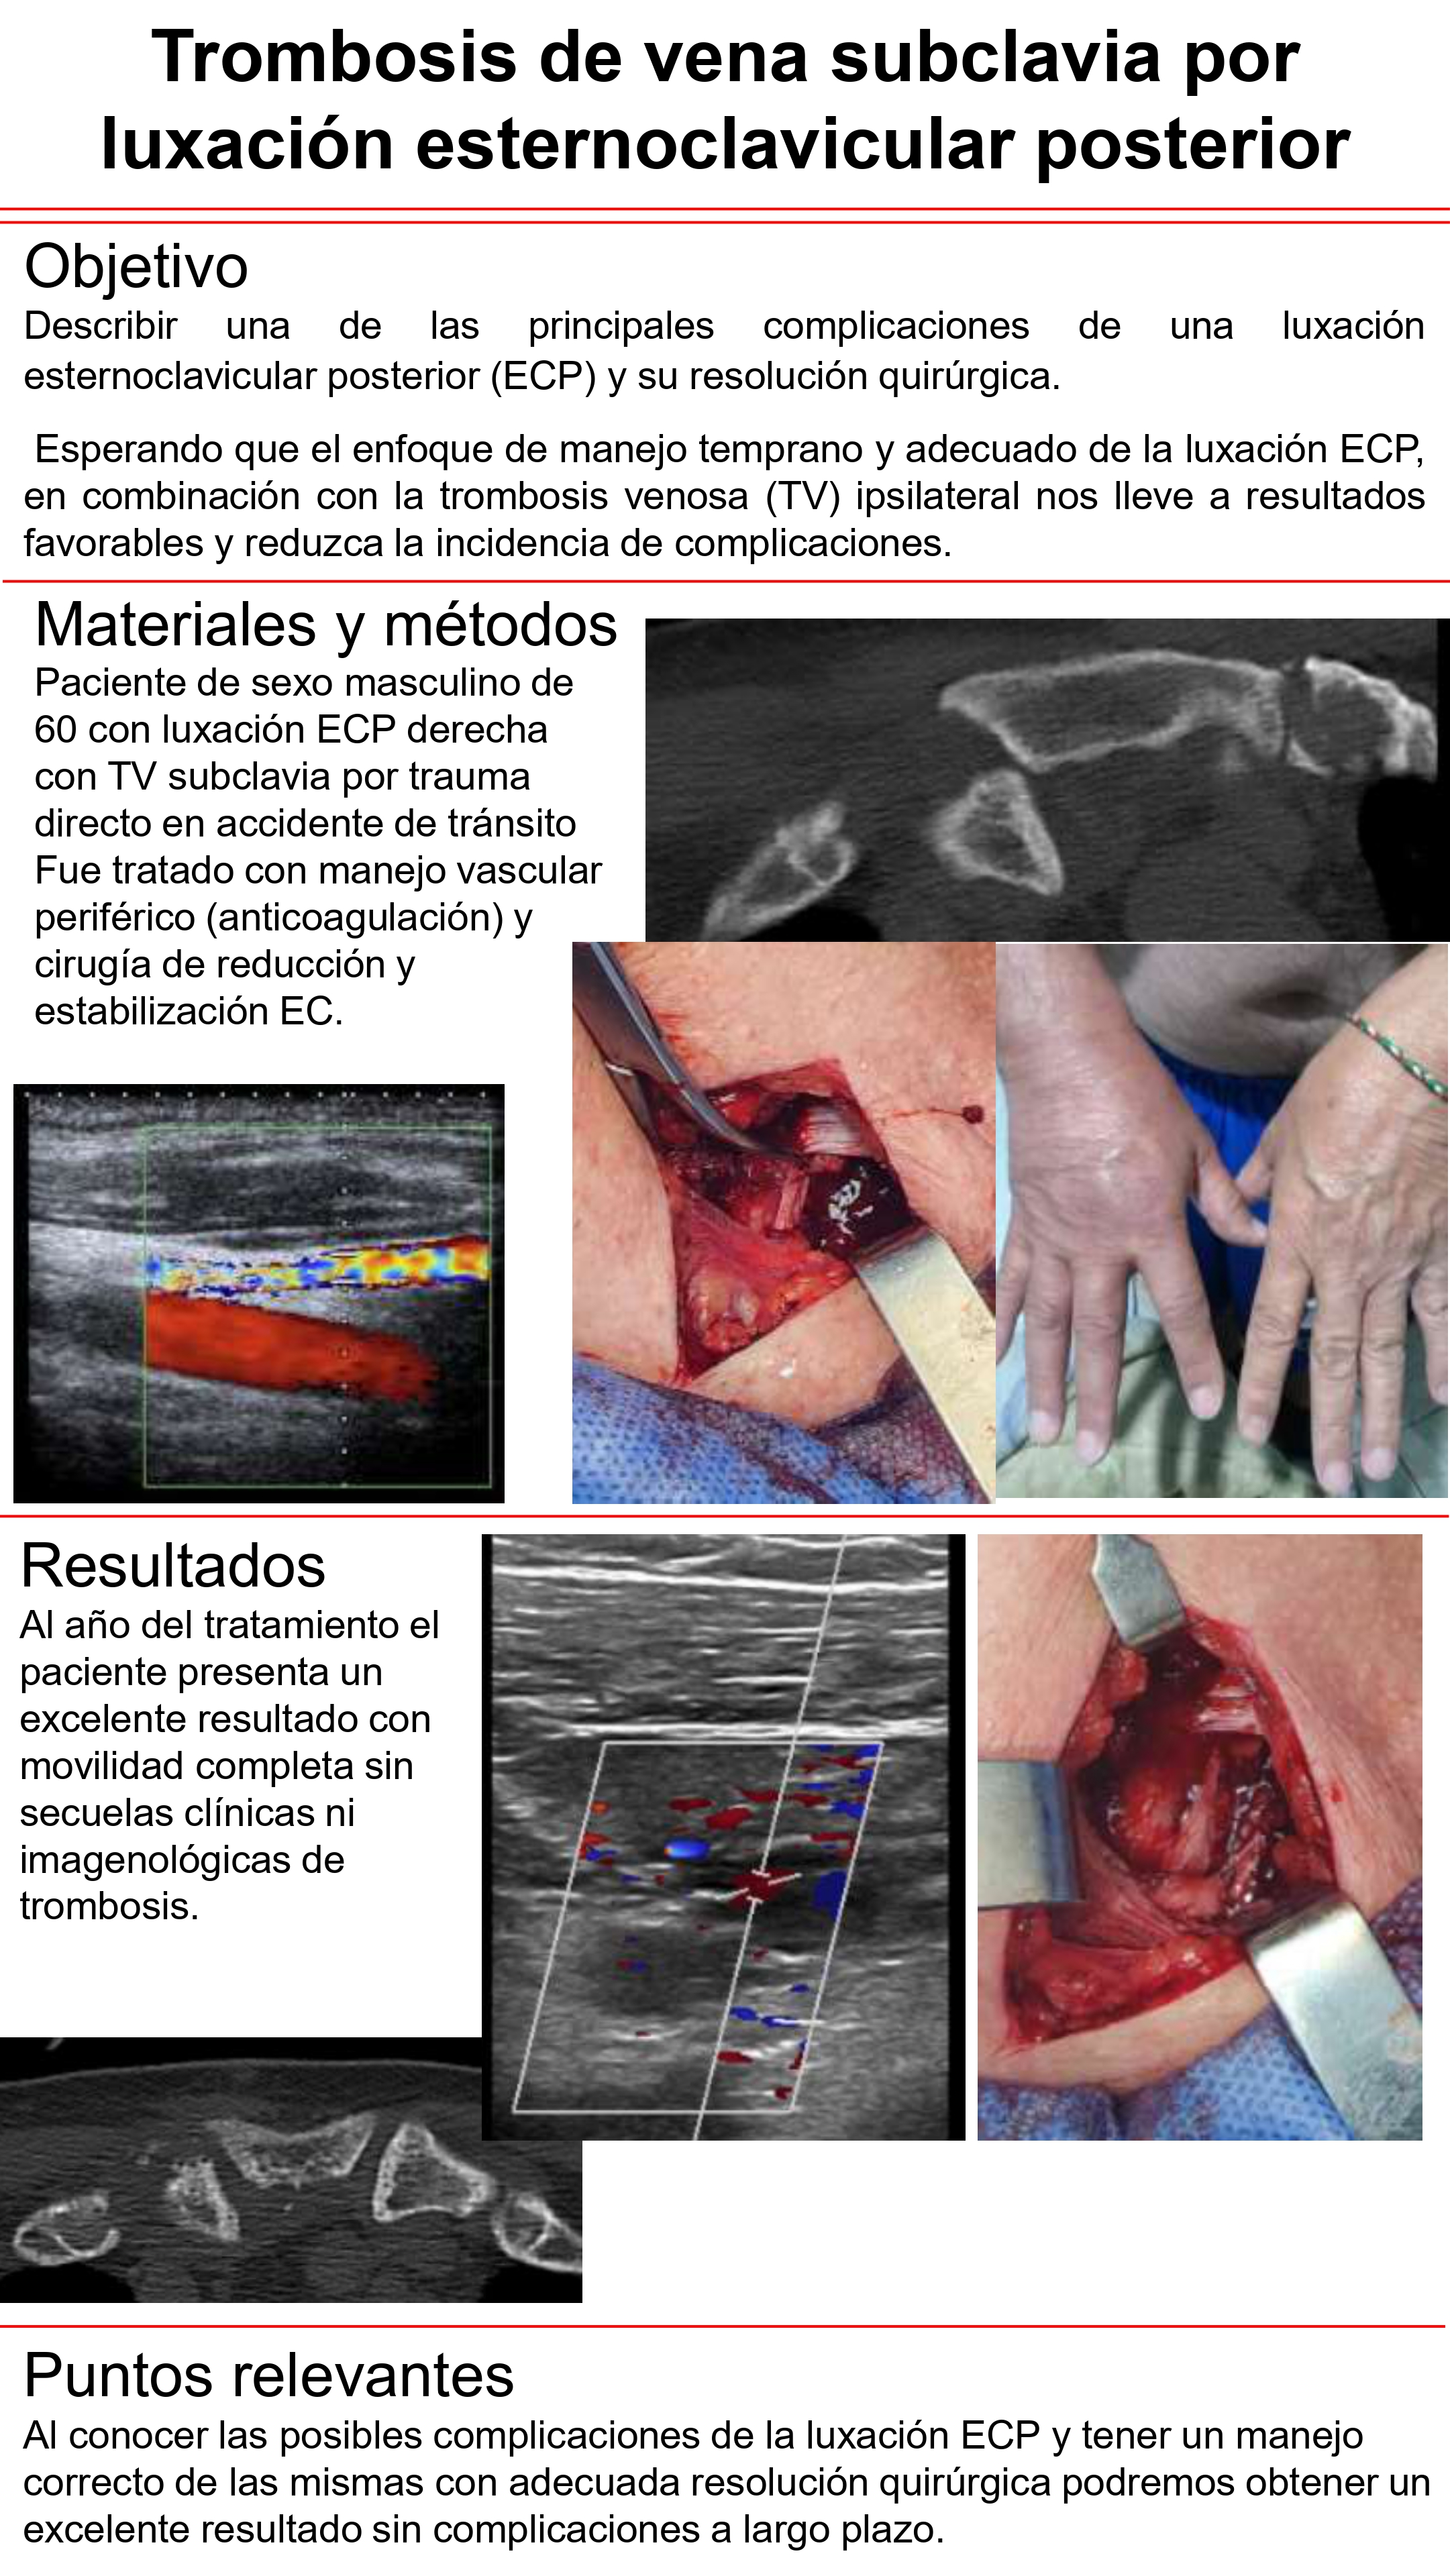 Trombosis de vena subclavia por
luxación esternoclavicular posterior
Objetivo
Describir una de las principales complicaciones de una luxación
esternoclavicular posterior (ECP) y su resolución quirúrgica.
Esperando que el enfoque de manejo temprano y adecuado de la luxación ECP,
en combinación con la trombosis venosa (TV) ipsilateral nos lleve a resultados
favorables y reduzca la incidencia de complicaciones.
Materiales y métodos
Paciente de sexo masculino de
60 con luxación ECP derecha
con TV subclavia por trauma
directo en accidente de tránsito
Fue tratado con manejo vascular
periférico (anticoagulación) y
cirugía de reducción y
estabilización EC.
Resultados
Al año del tratamiento el
paciente presenta un
excelente resultado con
movilidad completa sin
secuelas clínicas ni
imagenológicas de
trombosis.
Puntos relevantes
Al conocer las posibles complicaciones de la luxación ECP y tener un manejo
correcto de las mismas con adecuada resolución quirúrgica podremos obtener un
excelente resultado sin complicaciones a largo plazo.